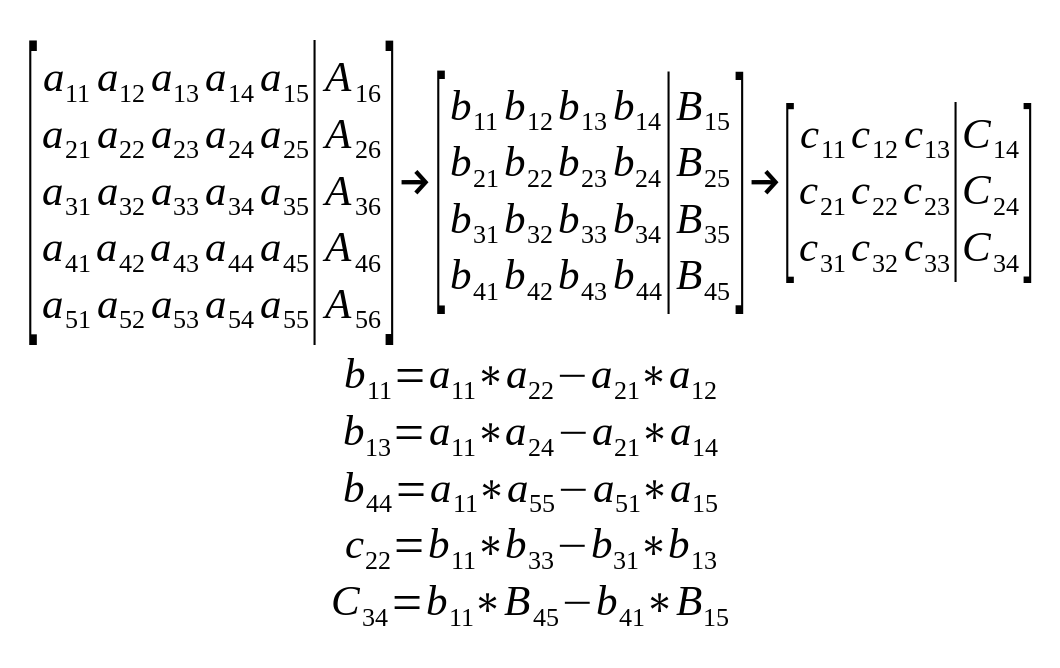 a₁₁ a₁₂ a₁₃ a₁₄ a₁₅ | A₁₆
a₂₁ a₂₂ a₂₃ a₂₄ a₂₅ | A₂₆
a₃₁ a₃₂ a₃₃ a₃₄ a₃₅ | A₃₆
a₄₁ a₄₂ a₄₃ a₄₄ a₄₅ | A₄₆
a₅₁ a₅₂ a₅₃ a₅₄ a₅₅ | A₅₆
→
b₁₁ b₁₂ b₁₃ b₁₄ | B₁₅
b₂₁ b₂₂ b₂₃ b₂₄ | B₂₅
b₃₁ b₃₂ b₃₃ b₃₄ | B₃₅
b₄₁ b₄₂ b₄₃ b₄₄ | B₄₅
→
c₁₁ c₁₂ c₁₃ | C₁₄
c₂₁ c₂₂ c₂₃ | C₂₄
c₃₁ c₃₂ c₃₃ | C₃₄
b₁₁=a₁₁∗a₂₂−a₂₁∗a₁₂
b₁₃=a₁₁∗a₂₄−a₂₁∗a₁₄
b₄₄=a₁₁∗a₅₅−a₅₁∗a₁₅
c₂₂=b₁₁∗b₃₃−b₃₁∗b₁₃
C₃₄=b₁₁∗B₄₅−b₄₁∗B₁₅